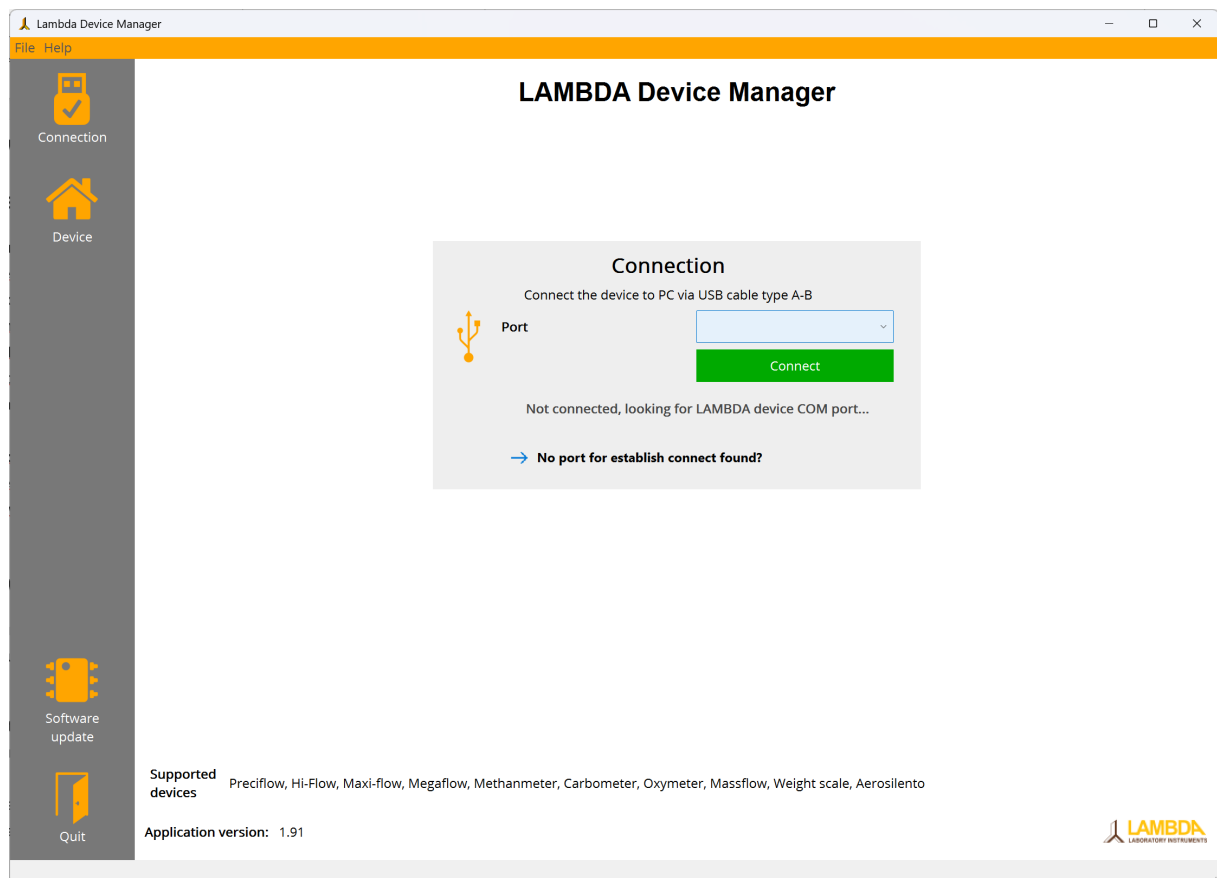 Lambda Device Manager
File Help
Connection
Device
LAMBDA Device Manager
Connection
Connect the device to PC via USB cable type A-B
Port
Connect
Not connected, looking for LAMBDA device COM port...
No port for establish connect found?
Software
update
Quit
Supported
devices
Preciflow, Hi-Flow, Maxi-flow, Megaflow, Methanmeter, Carbometer, Oxymeter, Massflow, Weight scale, Aerosilento
Application version: 1.91
LAMBDA
LABORATORY INSTRUMENTS